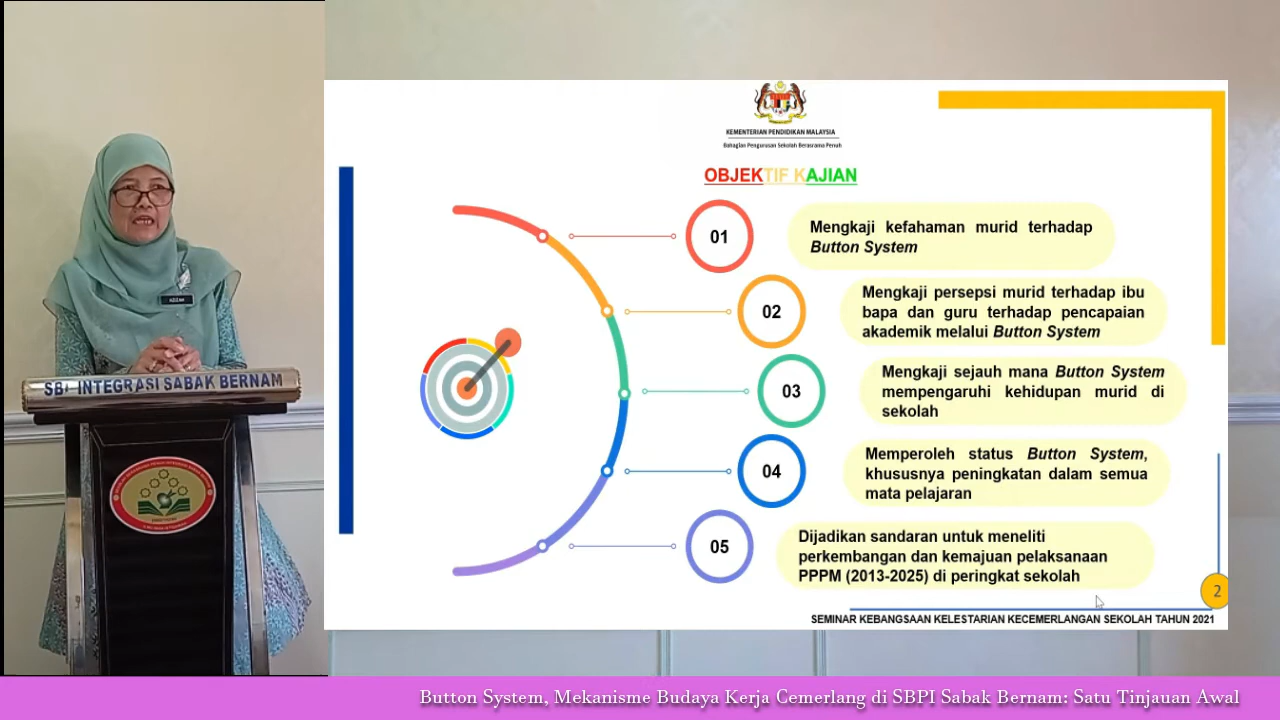 KEMENTERIAN PENDIDIKAN MALAYSIA
Bahagian Pengurusan Sekolah Berasrama Penuh
OBJEKTIF KAJIAN
01
Mengkaji kefahaman murid terhadap
Button System
02
Mengkaji persepsi murid terhadap ibu
bapa dan guru terhadap pencapaian
akademik melalui Button System
03
Mengkaji sejauh mana Button System
mempengaruhi kehidupan murid di
sekolah
04
Memperoleh status Button System,
khususnya peningkatan dalam semua
mata pelajaran
05
Dijadikan sandaran untuk meneliti
perkembangan dan kemajuan pelaksanaan
PPPM (2013-2025) di peringkat sekolah
2
SEMINAR KEBANGSAAN KELESTARIAN KECEMERLANGAN SEKOLAH TAHUN 2021
SBP INTEGRASI SABAK BERNAM
Button System, Mekanisme Budaya Kerja Cemerlang di SBPI Sabak Bernam: Satu Tinjauan Awal